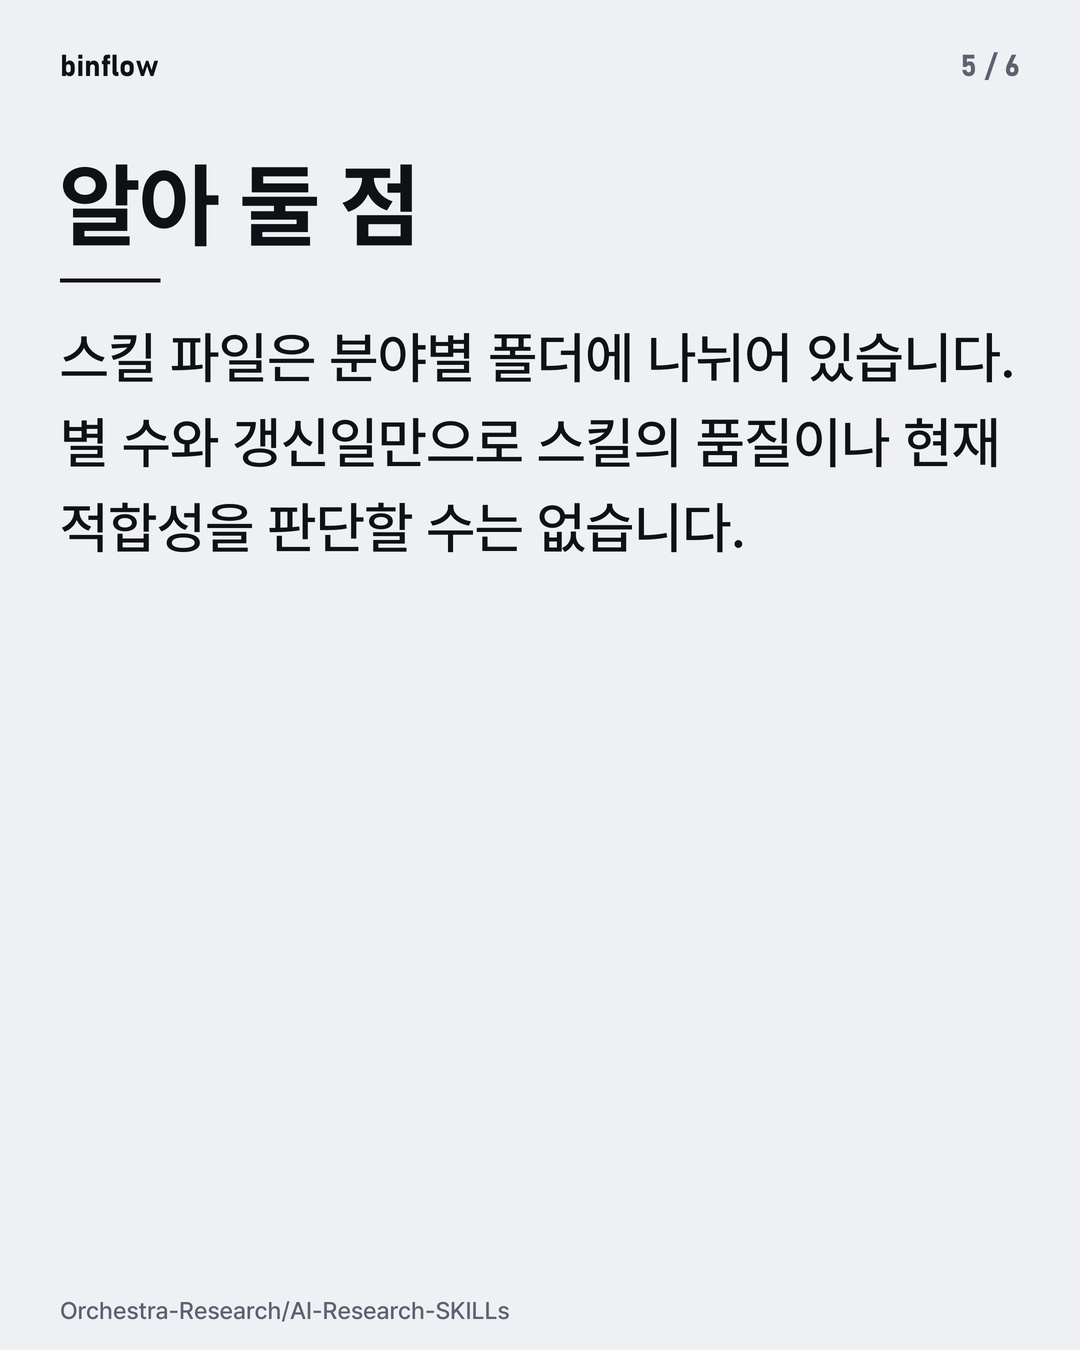 binflow
5 / 6
알아 둘 점
스킬 파일은 분야별 폴더에 나뉘어 있습니다.
별 수와 갱신일만으로 스킬의 품질이나 현재
적합성을 판단할 수는 없습니다.
Orchestra-Research/AI-Research-SKILLs